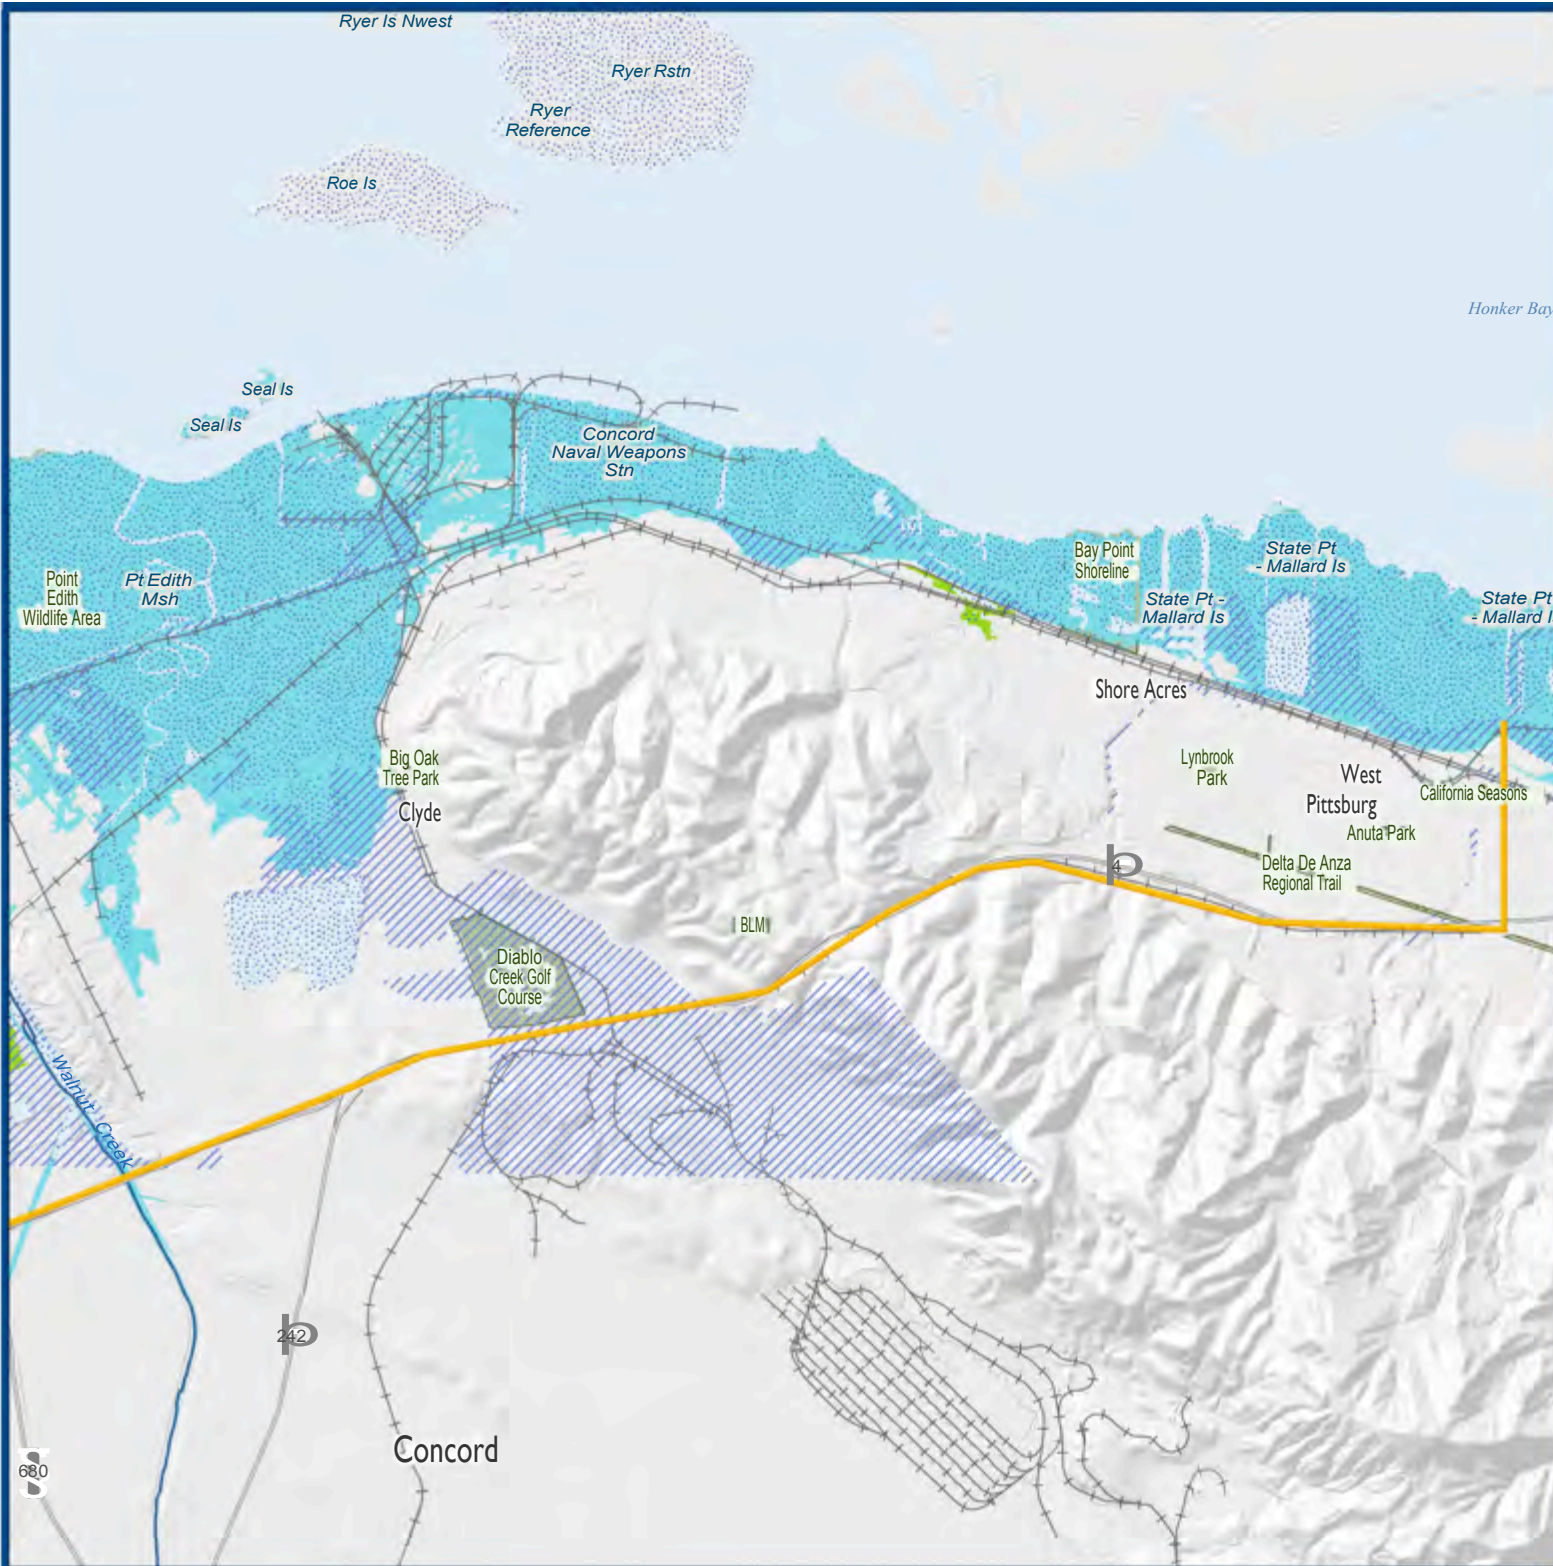 Ryer Is Nwest
Ryer Rstn
Ryer
Reference
Roe Is
Honker Bay
Seal Is
Seal Is
Concord
Naval Weapons
Stn
Point
Edith
Wildlife Area
Pt Edith
Msh
Bay Point
Shoreline
State Pt
- Mallard Is
State Pt -
Mallard Is
State Pt
- Mallard I
Shore Acres
Big Oak
Tree Park
Clyde
Lynbrook
Park
West
Pittsburg
California Seasons
Anuta Park
4
Delta De Anza
Regional Trail
BLM
Diablo
Creek Golf
Course
Walnut Creek
242
Concord
680